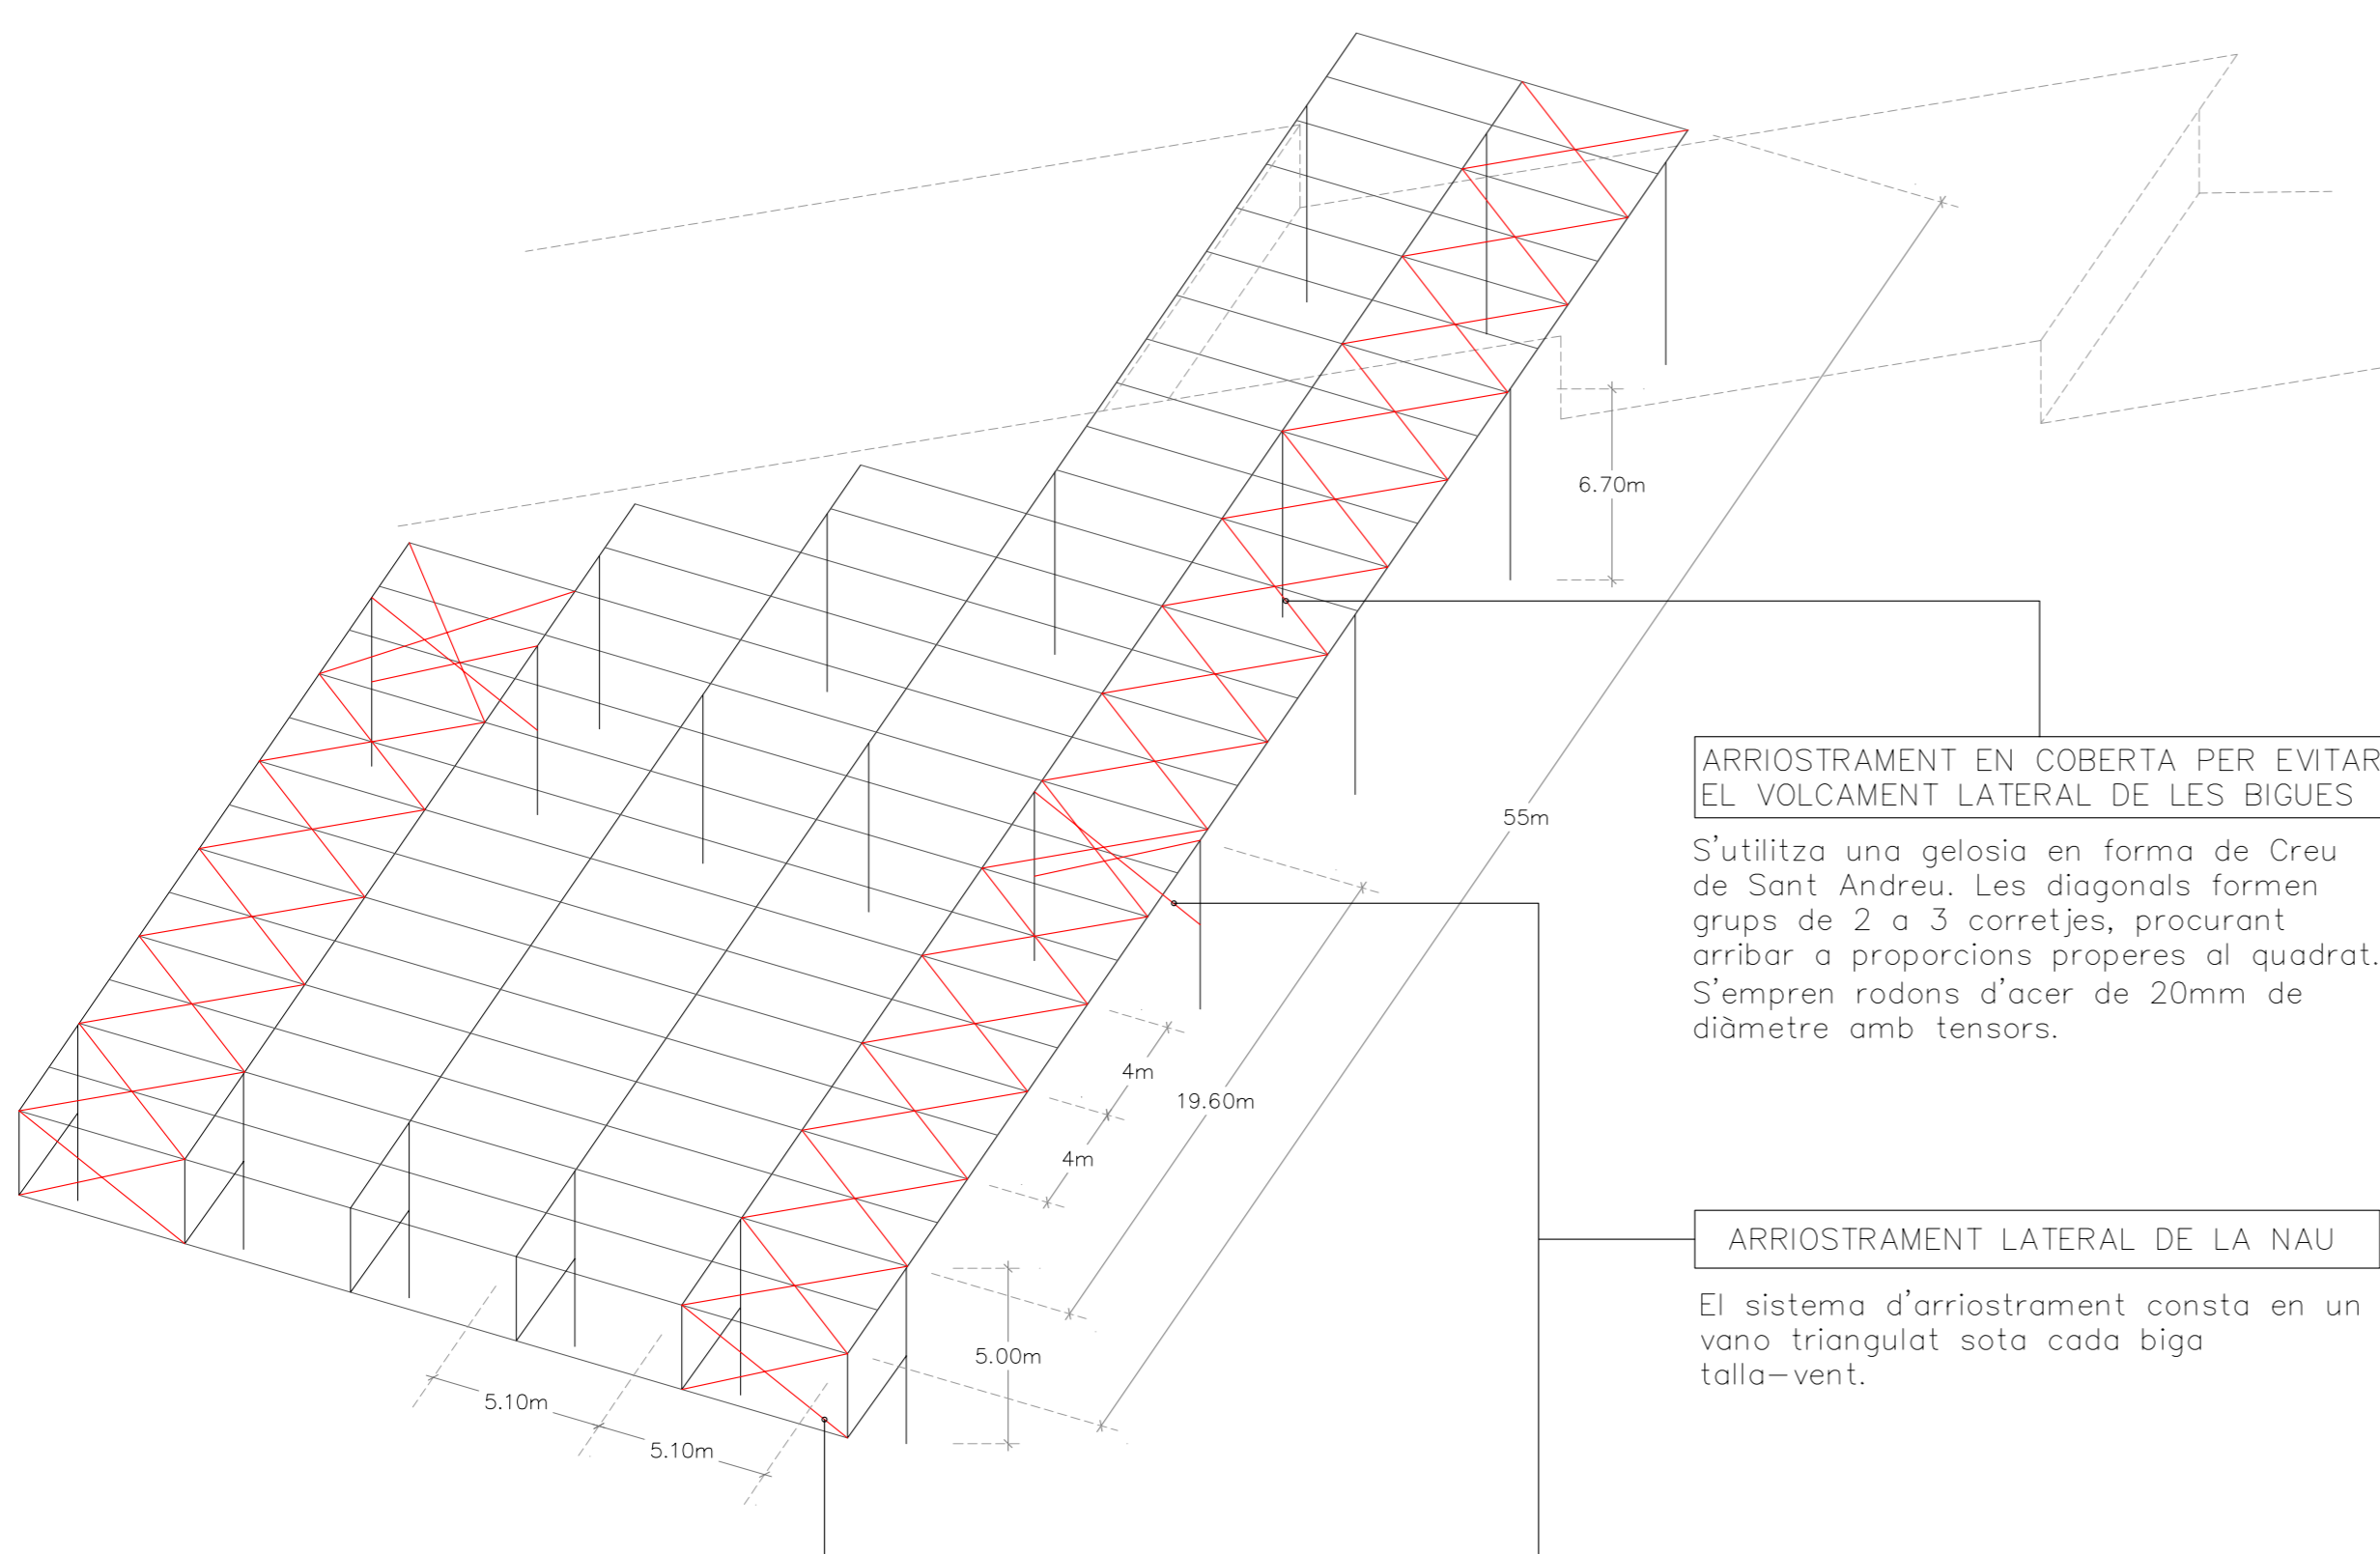 6.70m
55m
ARRIOSTRAMENT EN COBERTA PER EVITAR
EL VOLCAMENT LATERAL DE LES BIGUES
S'utilitza una gelosia en forma de Creu
de Sant Andreu. Les diagonals formen
grups de 2 a 3 corretjes, procurant
arribar a proporcions properes al quadrat.
S'empren rodons d'acer de 20mm de
diàmetre amb tensors.
4m
19.60m
4m
ARRIOSTRAMENT LATERAL DE LA NAU
El sistema d'arriostrament consta en un
vano triangulat sota cada biga
talla-vent.
5.00m
5.10m
5.10m